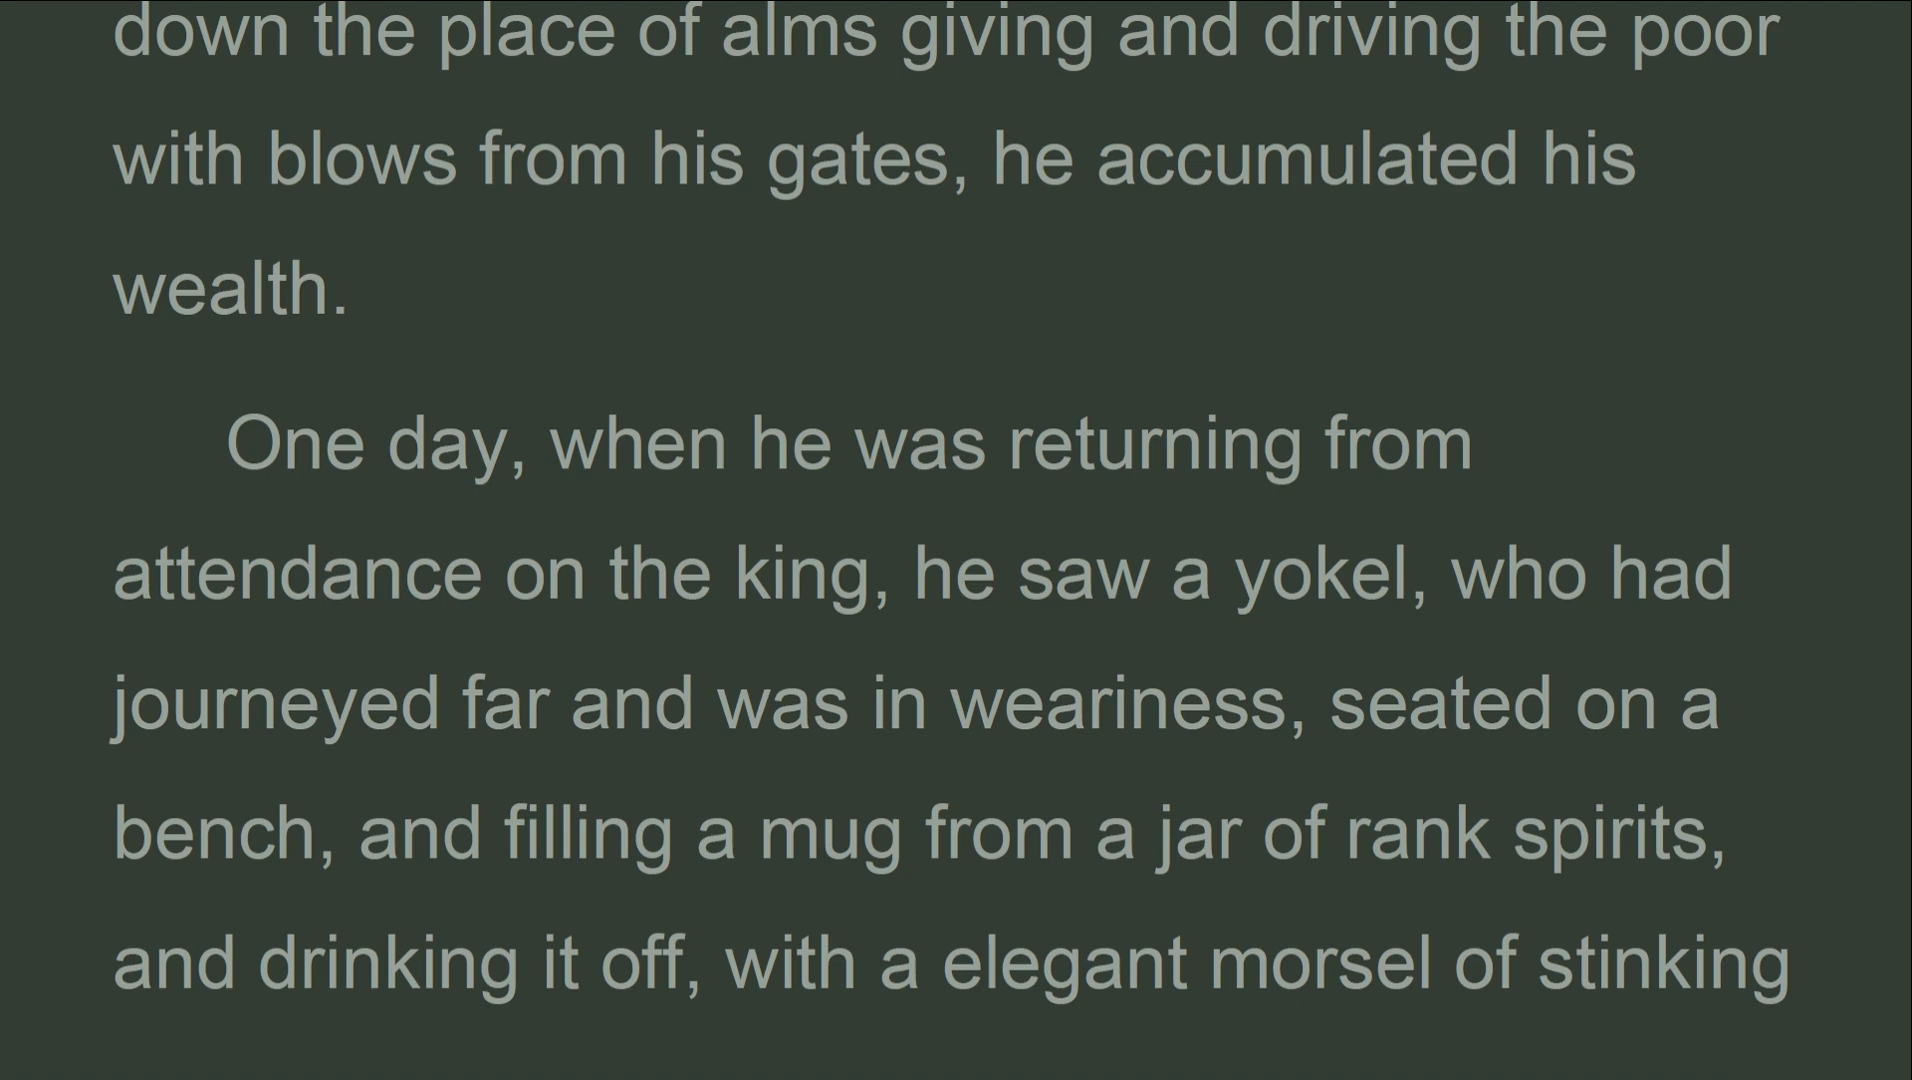 down the place of alms giving and driving the poor
with blows from his gates, he accumulated his
wealth.
One day, when he was returning from
attendance on the king, he saw a yokel, who had
journeyed far and was in weariness, seated on a
bench, and filling a mug from a jar of rank spirits,
and drinking it off, with a elegant morsel of stinking